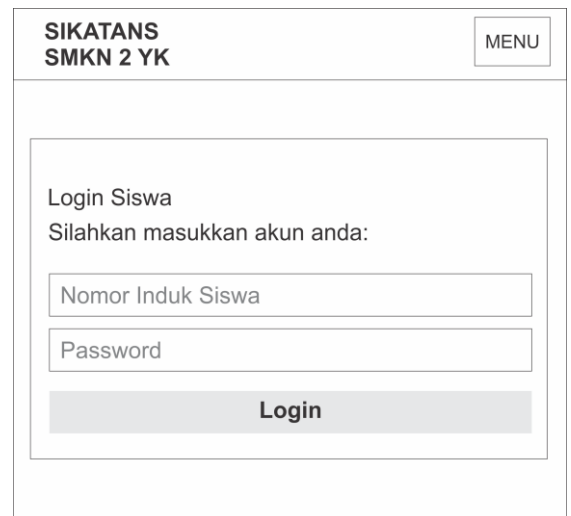 SIKATANS
SMKN 2 YK
MENU
Login Siswa
Silahkan masukkan akun anda:
Nomor Induk Siswa
Password
Login